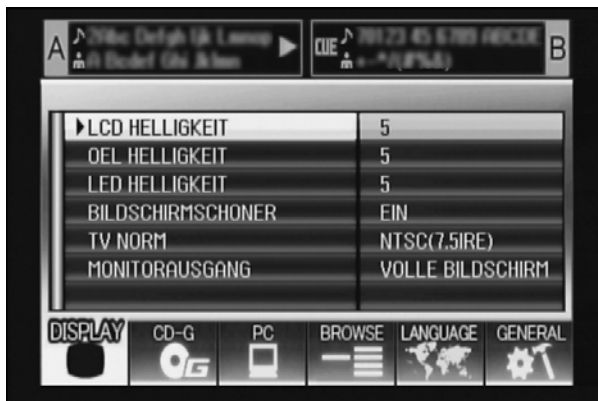 A
CUE
B
LCD HELLIGKEIT 5
OEL HELLIGKEIT 5
LED HELLIGKEIT 5
BILDSCHIRMSCHONER EIN
TV NORM NTSC(7.5IRE)
MONITORAUSGANG VOLLE BILDSCHIRM
DISPLAY CD-G PC BROWSE LANGUAGE GENERAL
G